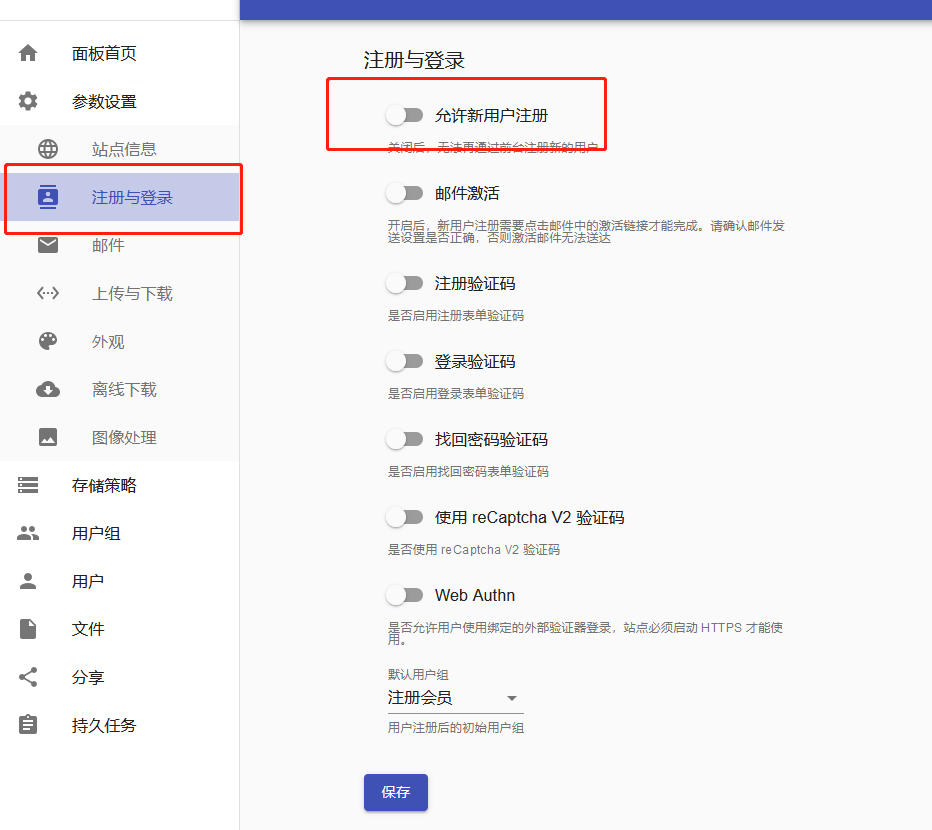 面板首页
参数设置
站点信息
注册与登录
邮件
上传与下载
外观
离线下载
图像处理
存储策略
用户组
用户
文件
分享
持久任务
注册与登录
允许新用户注册
关闭后，无法再通过前台注册新的用户
邮件激活
开启后，新用户注册需要点击邮件中的激活链接才能完成。请确认邮件发
送设置是否正确，否则激活邮件无法送达
注册验证码
是否启用注册表单验证码
登录验证码
是否启用登录表单验证码
找回密码验证码
是否启用找回密码表单验证码
使用 reCaptcha V2 验证码
是否使用 reCaptcha V2 验证码
Web Authn
是否允许用户使用绑定的外部验证器登录，站点必须启动 HTTPS 才能使
用。
默认用户组
注册会员
用户注册后的初始用户组
保存